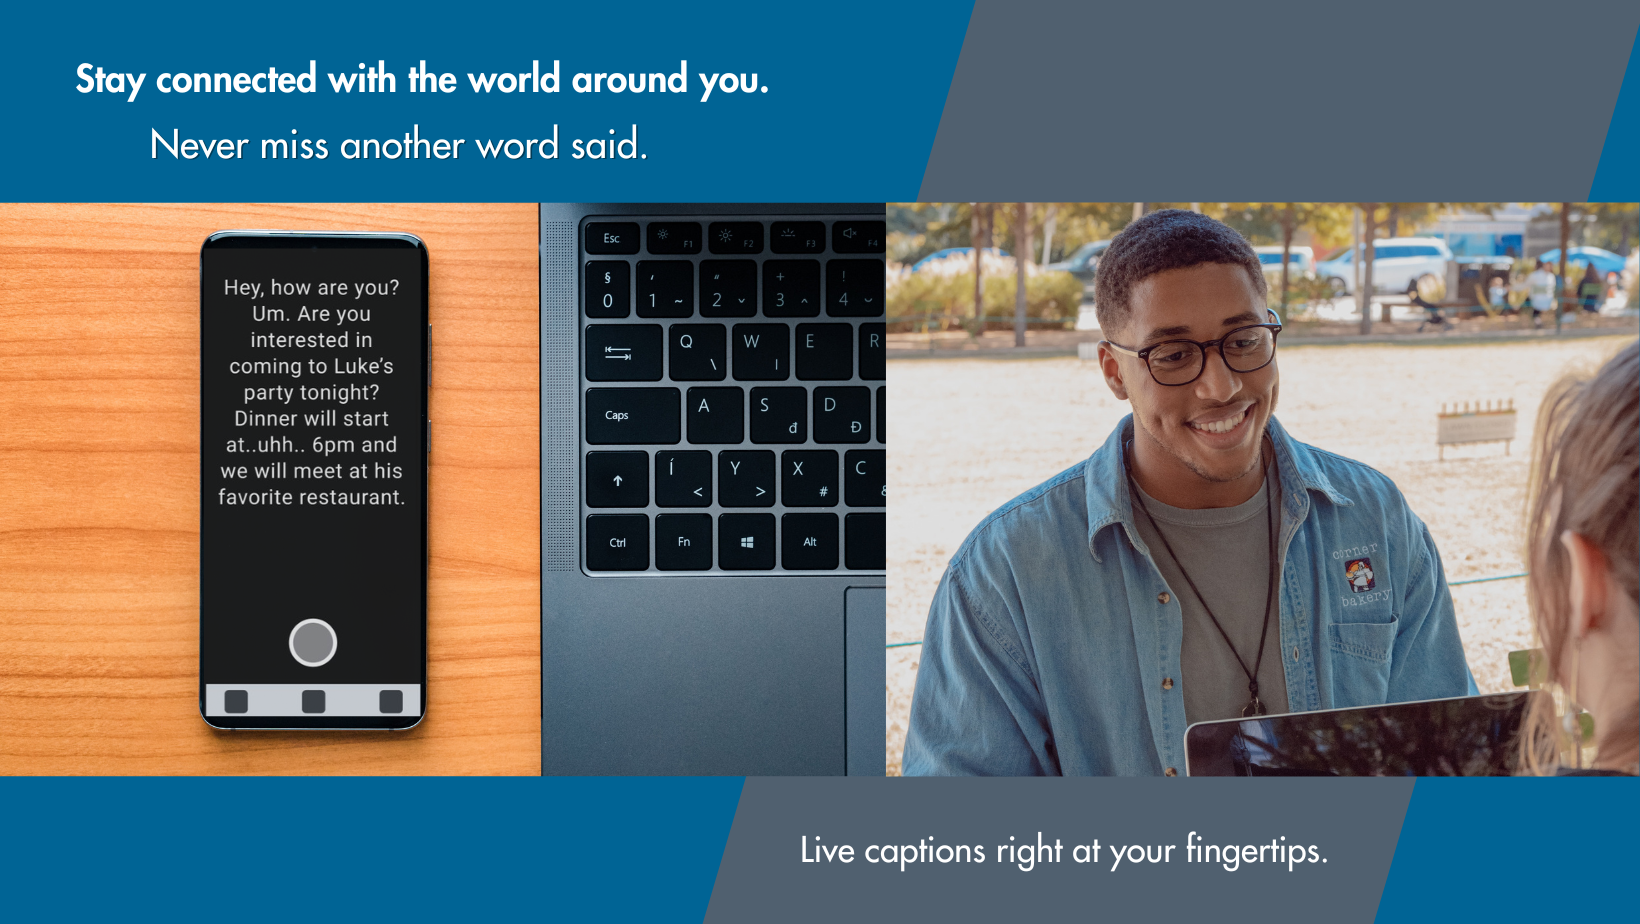 Stay connected with the world around you.
Never miss another word said.
Hey, how are you?
Um. Are you
interested in
coming to Luke's
party tonight?
Dinner will start
at..uhh.. 6pm and
we will meet at his
favorite restaurant.
Esc F1 F2 F3 F4
§ ' " + !
0 1 ~ 2 ˇ 3 ^ 4 ˘
Q \ W | E R
Caps A S đ D Đ
Í < Y > X # C
Ctrl Fn Alt
corner
bakery
Live captions right at your fingertips.